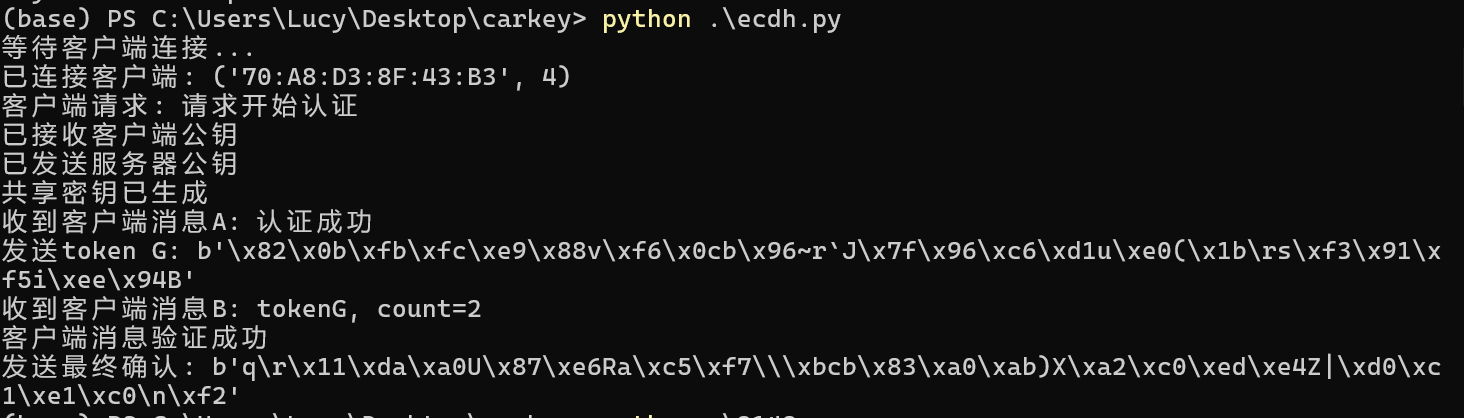 (base) PS C:\Users\Lucy\Desktop\carkey> python .\ecdh.py
等待客户端连接...
已连接客户端: ('70:A8:D3:8F:43:B3', 4)
客户端请求: 请求开始认证
已接收客户端公钥
已发送服务器公钥
共享密钥已生成
收到客户端消息A: 认证成功
发送token G: b'\x82\x0b\xfb\xfc\xe9\x88v\xf6\x0cb\x96~r`J\x7f\x96\xc6\xd1u\xe0(\x1b\rs\xf3\x91\x
f5i\xee\x94B'
收到客户端消息B: tokenG, count=2
客户端消息验证成功
发送最终确认: b'q\r\x11\xda\xa0U\x87\xe6Ra\xc5\xf7\\\xbcb\x83\xa0\xab)X\xa2\xc0\xed\xe4Z|\xd0\xc
1\xe1\xc0\n\xf2'